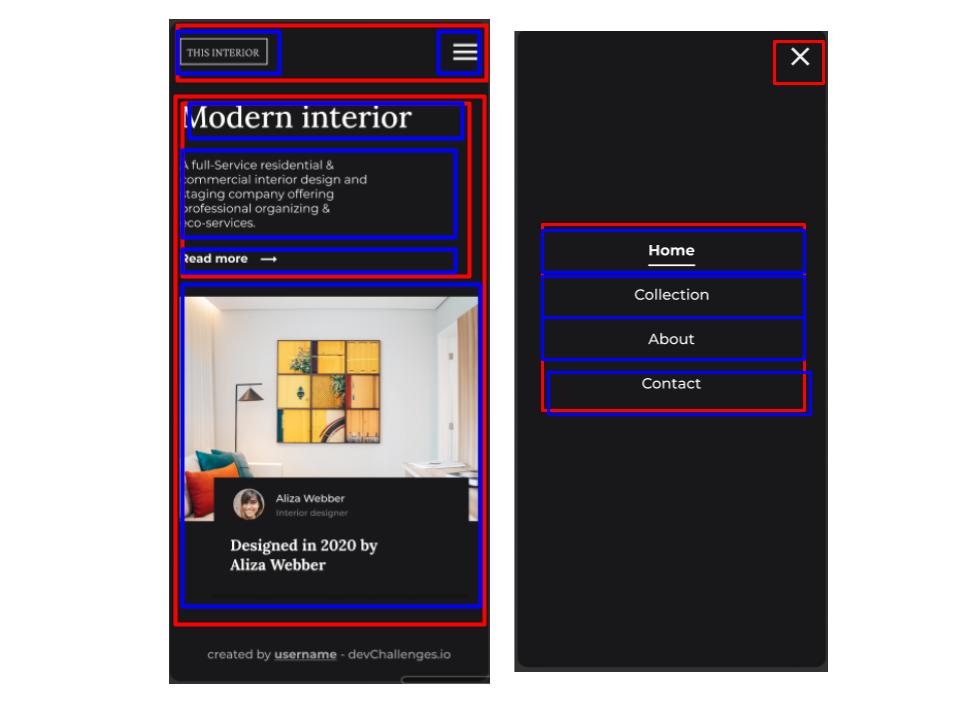 THIS INTERIOR
Modern interior
A full-Service residential &
commercial interior design and
staging company offering
professional organizing &
eco-services.
Read more
Aliza Webber
Interior designer
Designed in 2020 by
Aliza Webber
created by username - devChallenges.io
Home
Collection
About
Contact